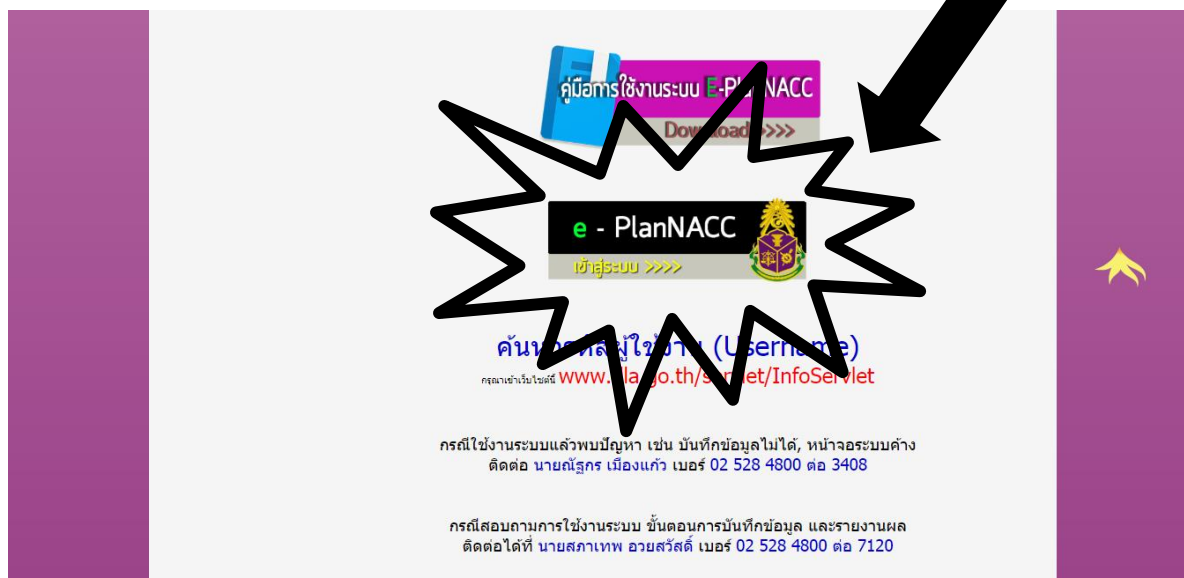 คู่มือการใช้งานระบบ E-PlanNACC
Download >>>>
e - PlanNACC
เข้าสู่ระบบ >>>>
(Username)
กรุณาเข้าเว็บไซต์นี้
กรณีใช้งานระบบแล้วพบปัญหา เช่น บันทึกข้อมูลไม่ได้, หน้าจอระบบค้าง
ติดต่อ นายณัฐกร เมืองแก้ว เบอร์ 02 528 4800 ต่อ 3408
กรณีสอบถามการใช้งานระบบ ขั้นตอนการบันทึกข้อมูล และรายงานผล
ติดต่อได้ที่ นายสภาเทพ อวยสวัสดิ์ เบอร์ 02 528 4800 ต่อ 7120